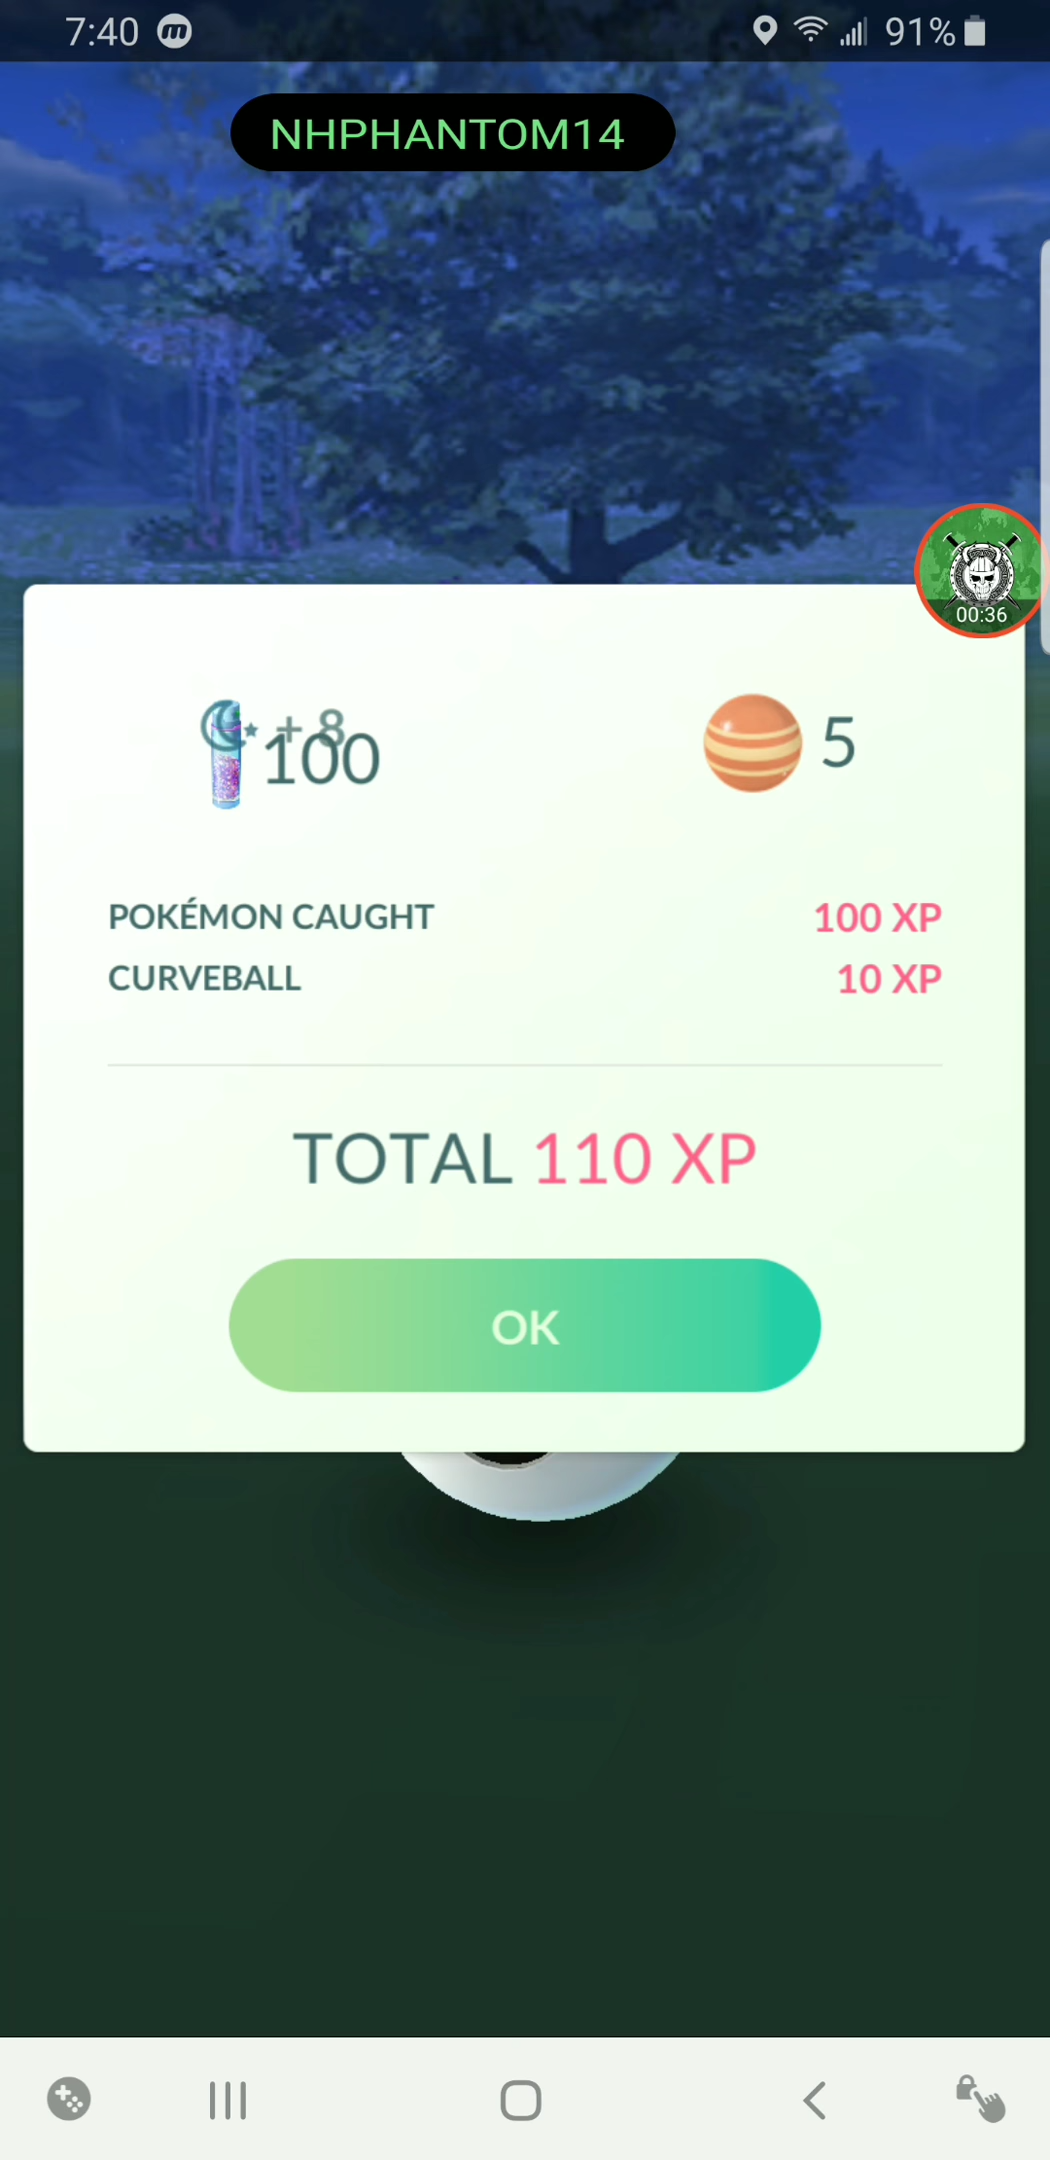 7:40
91%
NHPHANTOM14
00:36
+ 8
100
5
POKÉMON CAUGHT 100 XP
CURVEBALL 10 XP
TOTAL 110 XP
OK